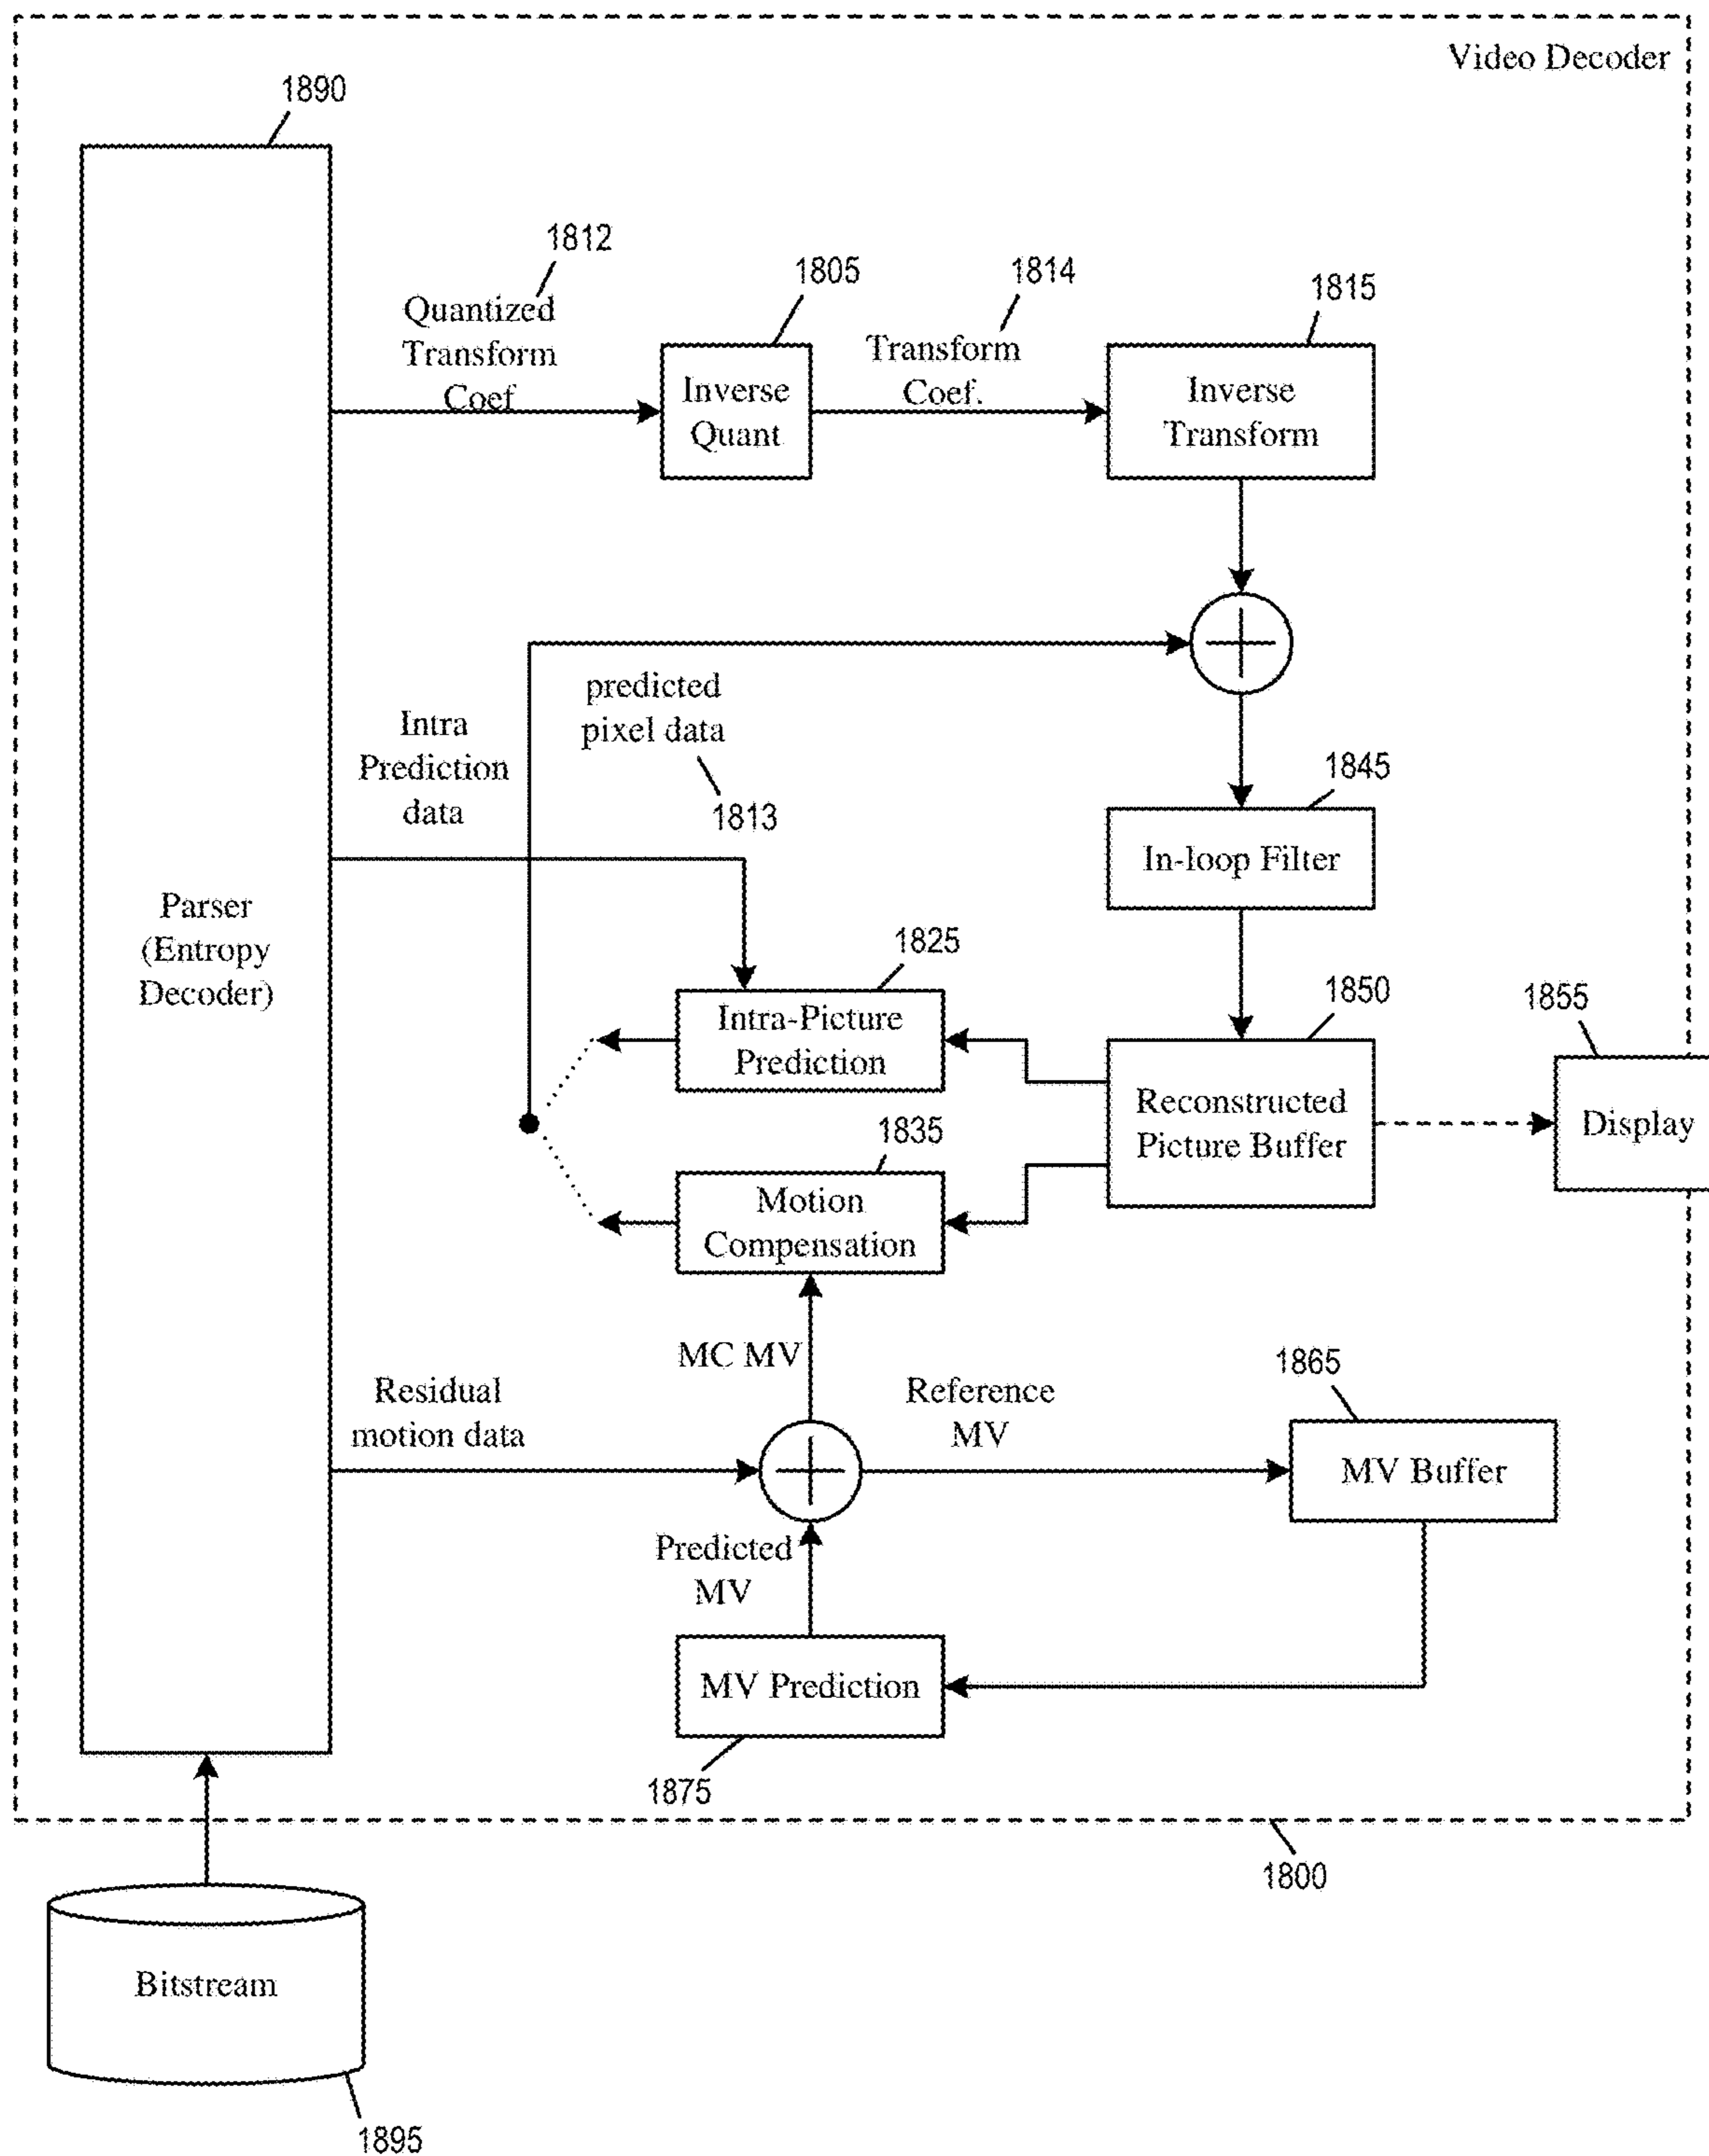 Video Decoder
1890
1812
Quantized
Transform
Coef
1805
Inverse
Quant
1814
Transform
Coef.
1815
Inverse
Transform
predicted
pixel data
1813
Intra
Prediction
data
1845
In-loop Filter
Parser
(Entropy
Decoder)
1825
Intra-Picture
Prediction
1850
Reconstructed
Picture Buffer
1855
Display
1835
Motion
Compensation
MC MV
Residual
motion data
Reference
MV
1865
MV Buffer
Predicted
MV
MV Prediction
1875
1800
Bitstream
1895